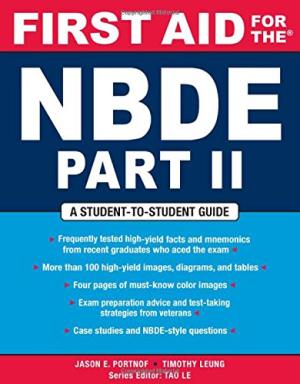 FIRST AID
FOR
THE®
NBDE
PART II
A STUDENT-TO-STUDENT GUIDE
Frequently tested high-yield facts and mnemonics
from recent graduates who aced the exam
More than 100 high-yield images, diagrams, and tables
Four pages of must-know color images
Exam preparation advice and test-taking
strategies from veterans
Case studies and NBDE-style questions
JASON E. PORTNOF • TIMOTHY LEUNG
Series Editor: TAO LE